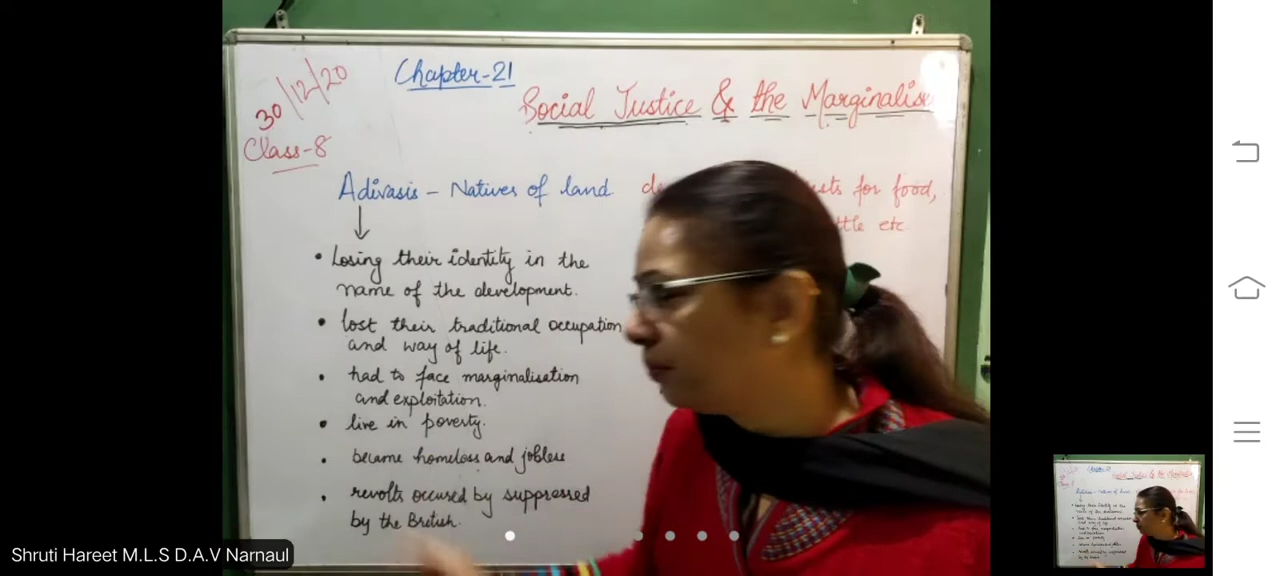 30/12/20
Class-8
Chapter-21
Social Justice & the Marginalis
Adivasis - Natives of land
for food,
etc.
• Losing their identity in the
name of the development.
• lost their traditional occupation
and way of life.
• had to face marginalisation
and exploitation.
• live in poverty.
• became homeless and jobless
• revolts occured by suppressed
by the British.
Shruti Hareet M.L.S D.A.V Narnaul